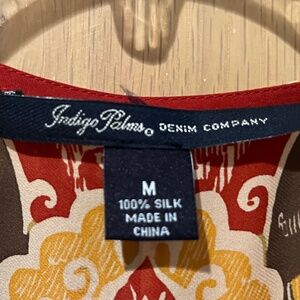 Indigo Palms DENIM COMPANY
M
100% SILK
MADE IN
CHINA